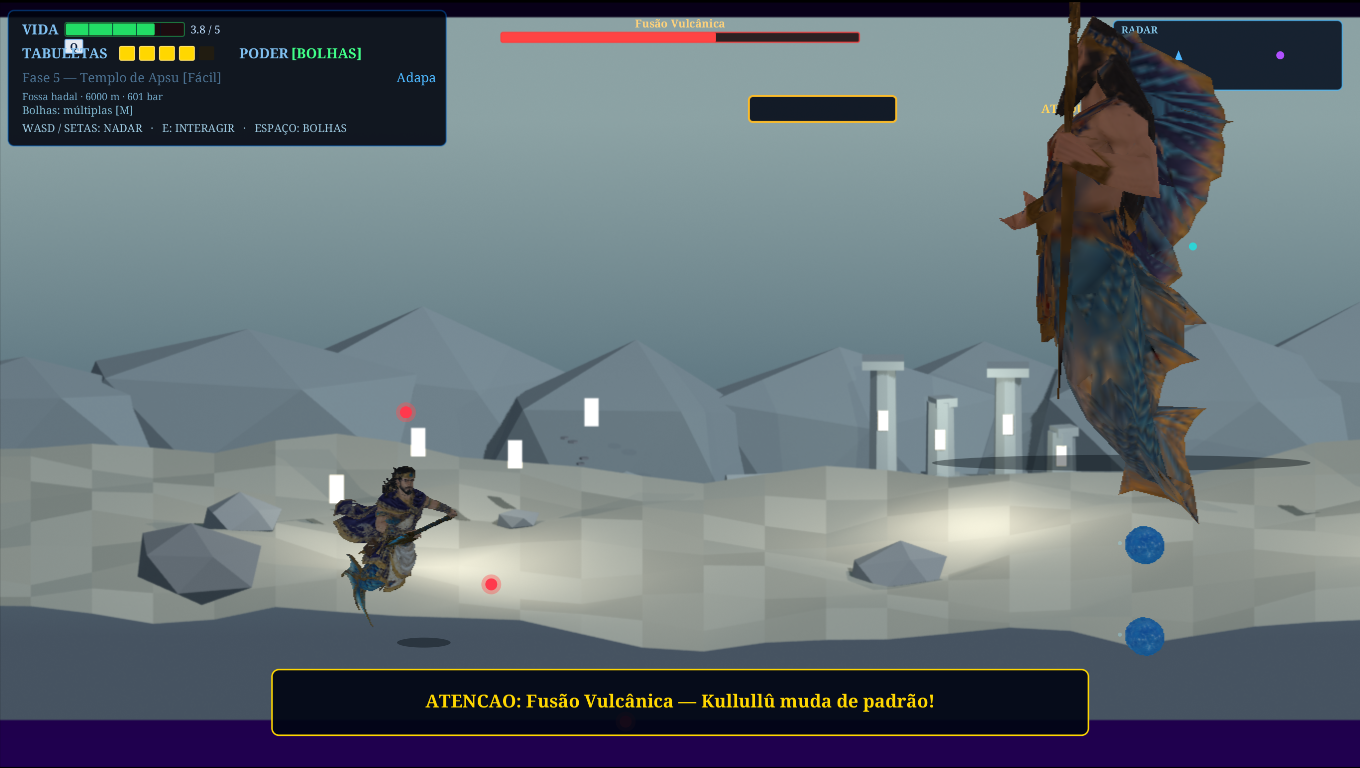 VIDA 3.8 / 5
TABULETAS PODER [BOLHAS]
Fase 5 — Templo de Apsu [Fácil] Adapa
Fossa hadal · 6000 m · 601 bar
Bolhas: múltiplas [M]
WASD / SETAS: NADAR · E: INTERAGIR · ESPAÇO: BOLHAS
Fusão Vulcânica
RADAR
ATENCAO: Fusão Vulcânica — Kullullû muda de padrão!